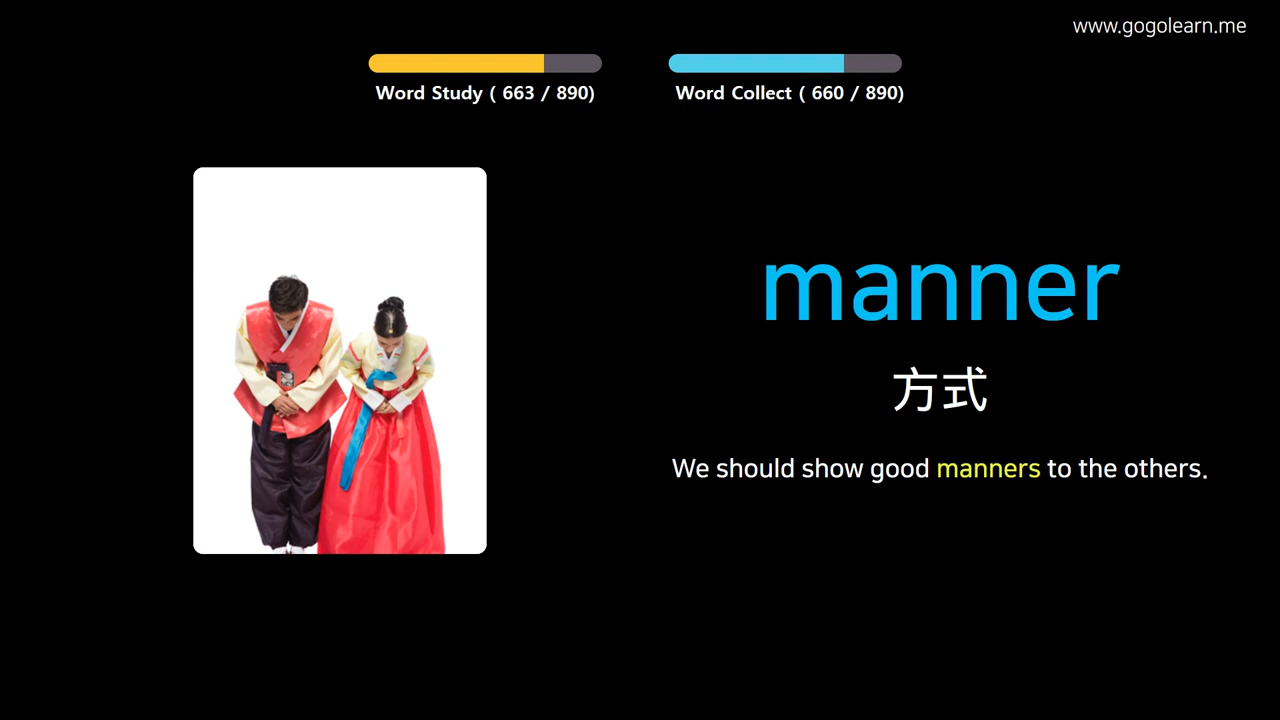 www.gogolearn.me
Word Study ( 663 / 890)
Word Collect ( 660 / 890)
manner
方式
We should show good manners to the others.